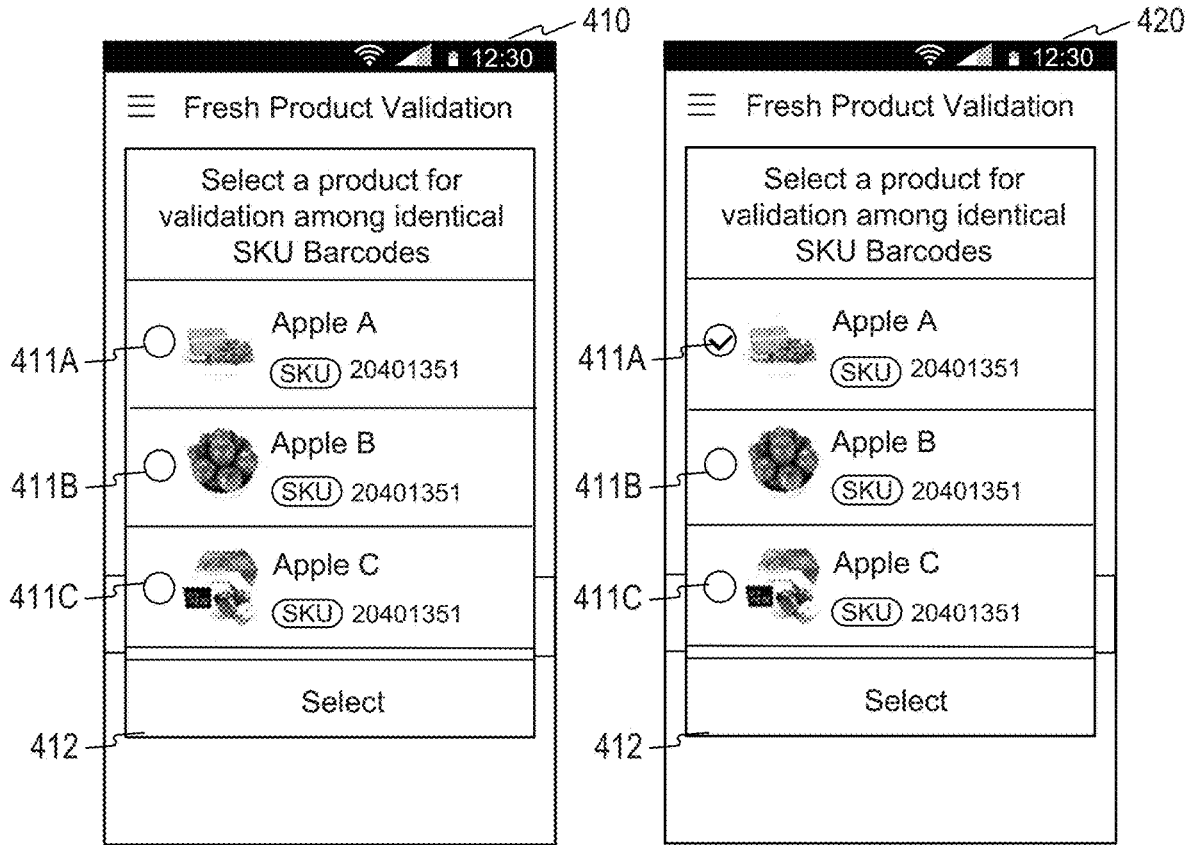 410
12:30
Fresh Product Validation
Select a product for
validation among identical
SKU Barcodes
411A
Apple A
SKU 20401351
411B
Apple B
SKU 20401351
411C
Apple C
SKU 20401351
Select
412
420
12:30
Fresh Product Validation
Select a product for
validation among identical
SKU Barcodes
411A
Apple A
SKU 20401351
411B
Apple B
SKU 20401351
411C
Apple C
SKU 20401351
Select
412